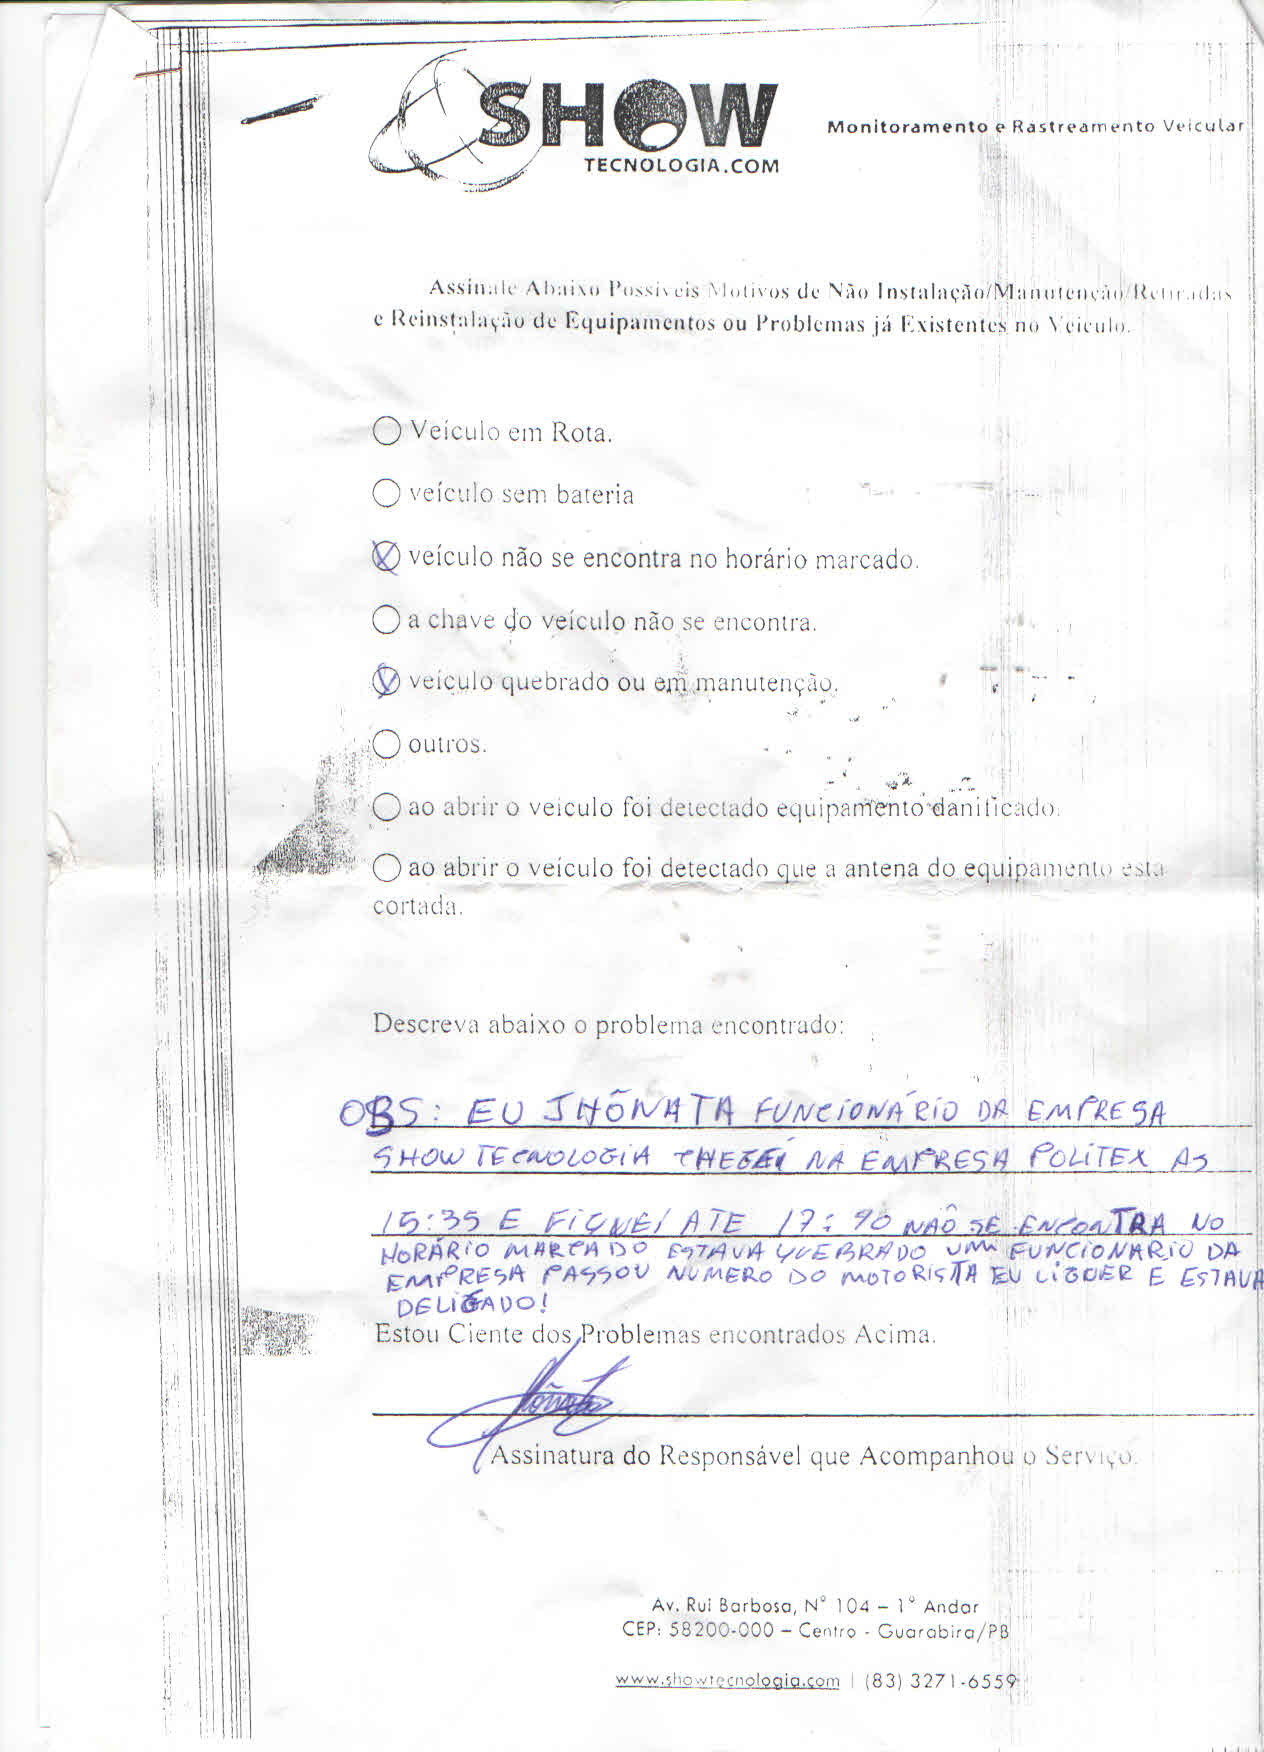 SHOW
TECNOLOGIA.COM
Monitoramento e Rastreamento Veicular
Assinale Abaixo Possíveis Motivos de Não Instalação/Manutenção/Retiradas
e Reinstalação de Equipamentos ou Problemas já Existentes no Veículo.
Veículo em Rota.
veículo sem bateria
veículo não se encontra no horário marcado.
a chave do veículo não se encontra.
veículo quebrado ou em manutenção.
outros.
ao abrir o veiculo foi detectado equipamento danificado.
ao abrir o veículo foi detectado que a antena do equipamento esta
cortada.
Descreva abaixo o problema encontrado:
OBS: EU JHÔNATA FUNCIONÁRIO DA EMPRESA
SHOW TECNOLOGIA CHEGEI NA EMPRESA POLITEX AS
15:35 E FIQUEI ATE 17:40 NAÕ SE ENCONTRA NO
HORÁRIO MARCADO ESTAVA QUEBRADO UM FUNCIONARIO DA
EMPRESA PASSOU NUMERO DO MOTORISTA EU LIGUER E ESTAVA
DELIGADO!
Estou Ciente dos Problemas encontrados Acima.
Assinatura do Responsável que Acompanhou o Serviço.
Av. Rui Barbosa, N° 104 – 1° Andar
CEP: 58200-000 – Centro - Guarabira/PB
www.showtecnologia.com | (83) 3271-6559